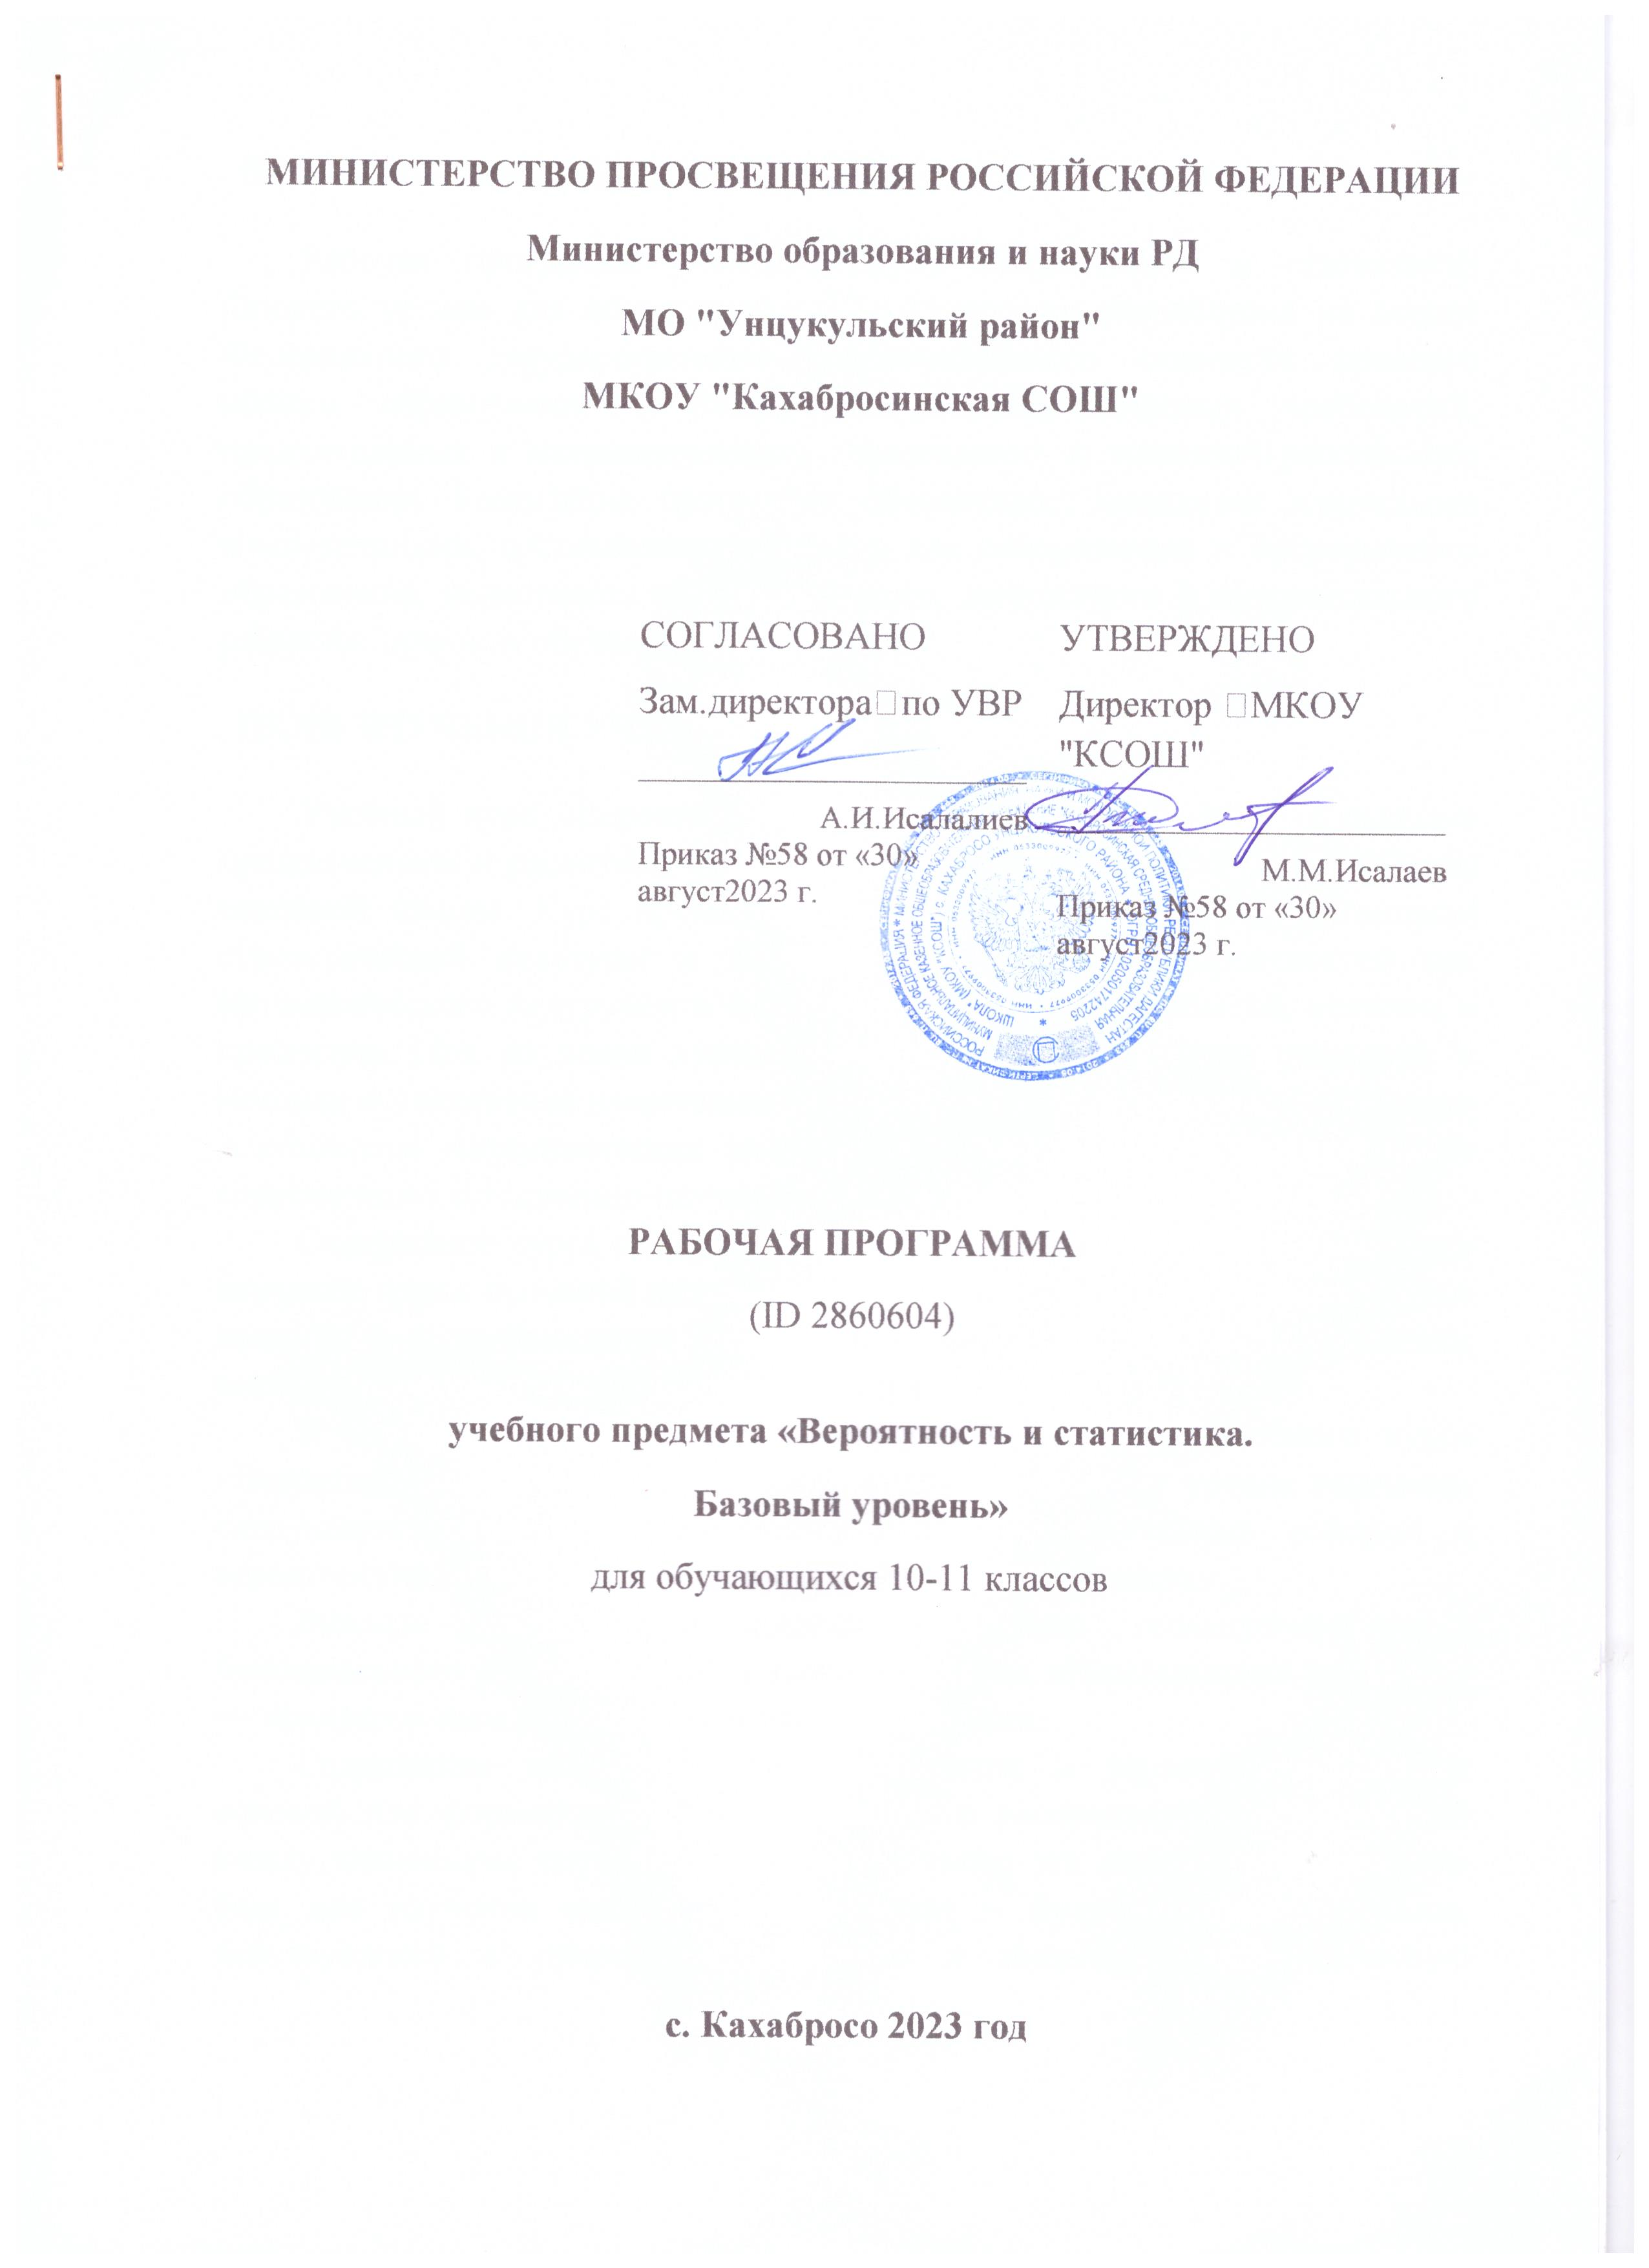 МИНИСТЕРСТВО ПРОСВЕЩЕНИЯ РОССИЙСКОЙ ФЕДЕРАЦИИ
Министерство образования и науки РД
МО "Унцукульский район"
МКОУ "Кахабросинская СОШ"
СОГЛАСОВАНО
Зам.директора по УВР
А.И.Исалалиев
Приказ №58 от «30»
август2023 г.
УТВЕРЖДЕНО
Директор МКОУ
"КСОШ"
М.М.Исалаев
Приказ №58 от «30»
август2023 г.
РАБОЧАЯ ПРОГРАММА
(ID 2860604)
учебного предмета «Вероятность и статистика.
Базовый уровень»
для обучающихся 10-11 классов
с. Кахабросо 2023 год